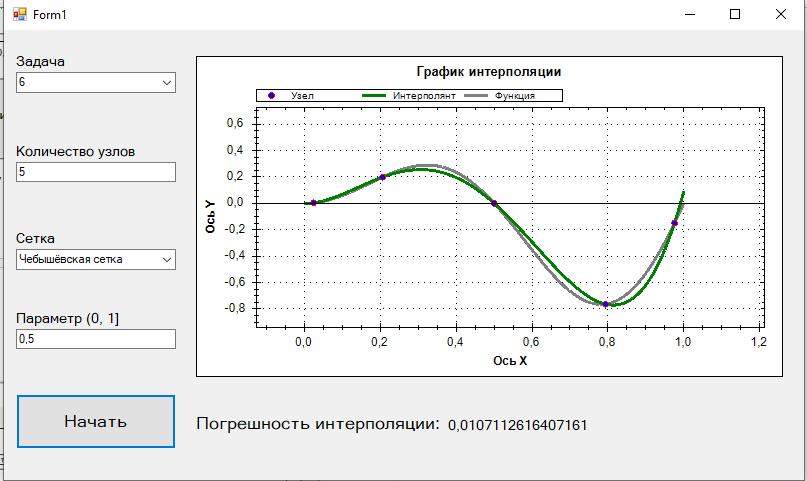 Form1
Задача
6
Количество узлов
5
Сетка
Чебышёвская сетка
Параметр (0, 1]
0,5
Начать
График интерполяции
Узел Интерполянт Функция
Ось Y
0,6
0,4
0,2
0,0
-0,2
-0,4
-0,6
-0,8
0,0 0,2 0,4 0,6 0,8 1,0 1,2
Ось X
Погрешность интерполяции: 0,0107112616407161